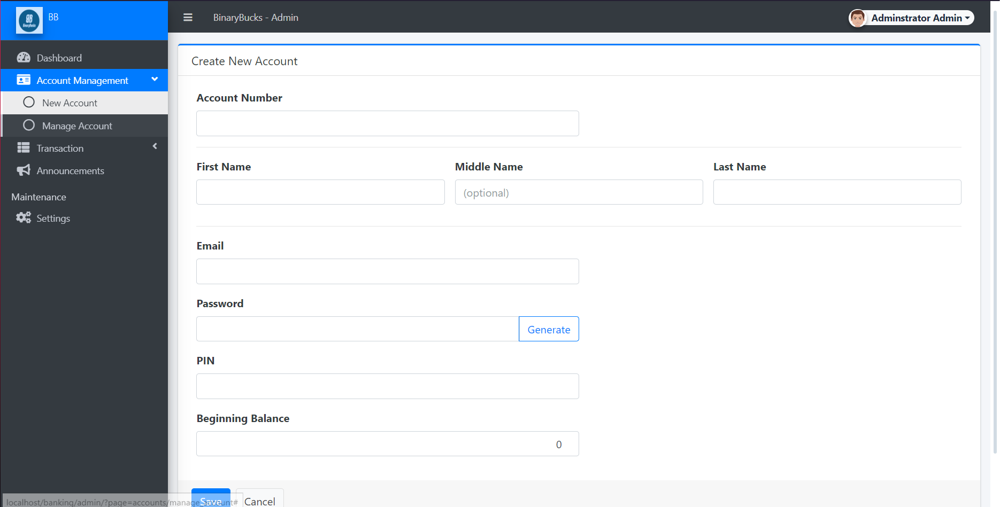 BB
BB
BinaryBucks
BinaryBucks - Admin
Adminstrator Admin
Dashboard
Account Management
New Account
Manage Account
Transaction
Announcements
Maintenance
Settings
Create New Account
Account Number
First Name
Middle Name
Last Name
(optional)
Email
Password
Generate
PIN
Beginning Balance
0
Save
Cancel
localhost/banking/admin/?page=accounts/manage_account#